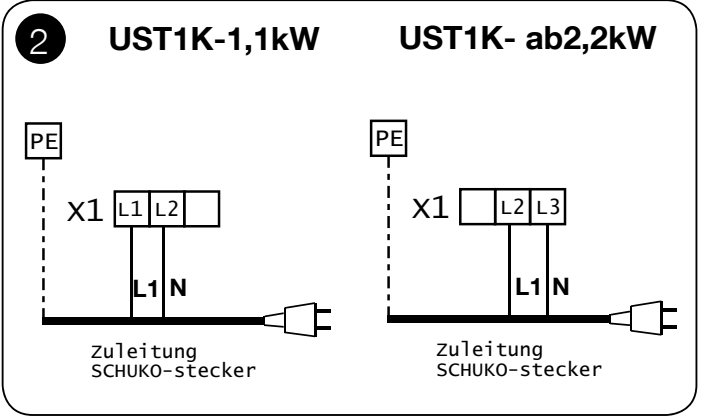 2 UST1K-1,1kW UST1K- ab2,2kW
PE PE
X1 L1 L2 X1 L2 L3
L1 N L1 N
Zuleitung Zuleitung
SCHUKO-stecker SCHUKO-stecker